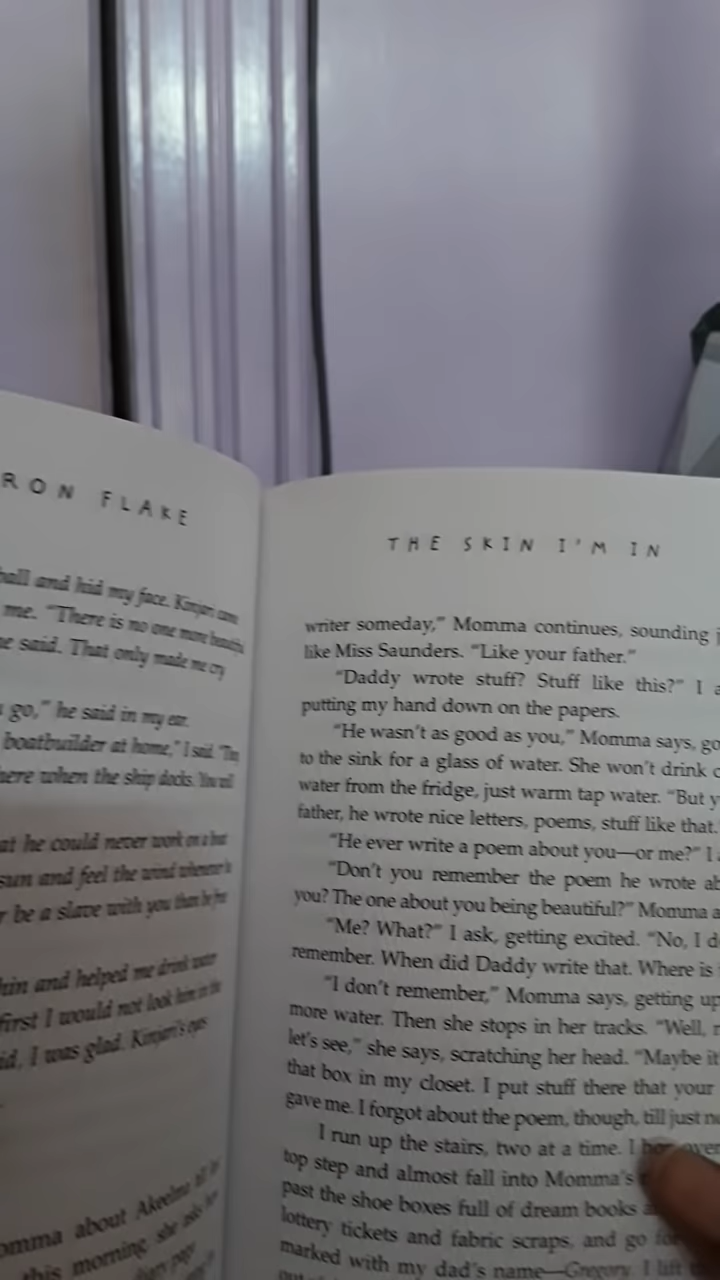 RON FLAKE
ball and hid my face. Kinjari came
me. "There is no one more beautiful
he said. That only made me cry
go," he said in my ear.
boatbuilder at home," I said. "I'm
here when the ship docks. You will
at he could never work on a boat
sun and feel the wind whenever
be a slave with you than be free
hin and helped me drink water
first I would not look him in the
id, I was glad. Kinjari's eyes
omma about Akeelma
this morning, she asks
diary page
THE SKIN I'M IN
writer someday," Momma continues, sounding
like Miss Saunders. "Like your father."
"Daddy wrote stuff? Stuff like this?" I
putting my hand down on the papers.
"He wasn't as good as you," Momma says,
to the sink for a glass of water. She won't drink
water from the fridge, just warm tap water. "But
father, he wrote nice letters, poems, stuff like that.
"He ever write a poem about you—or me?" I
"Don't you remember the poem he wrote
you? The one about you being beautiful?" Momma
"Me? What?" I ask, getting excited. "No, I
remember. When did Daddy write that. Where is
"I don't remember," Momma says, getting up
more water. Then she stops in her tracks. "Well,
let's see," she says, scratching her head. "Maybe
that box in my closet. I put stuff there that your
gave me. I forgot about the poem, though, till just
I run up the stairs, two at a time. I
top step and almost fall into Momma's
past the shoe boxes full of dream books
lottery tickets and fabric scraps, and go
marked with my dad's name—Gregory. I lift